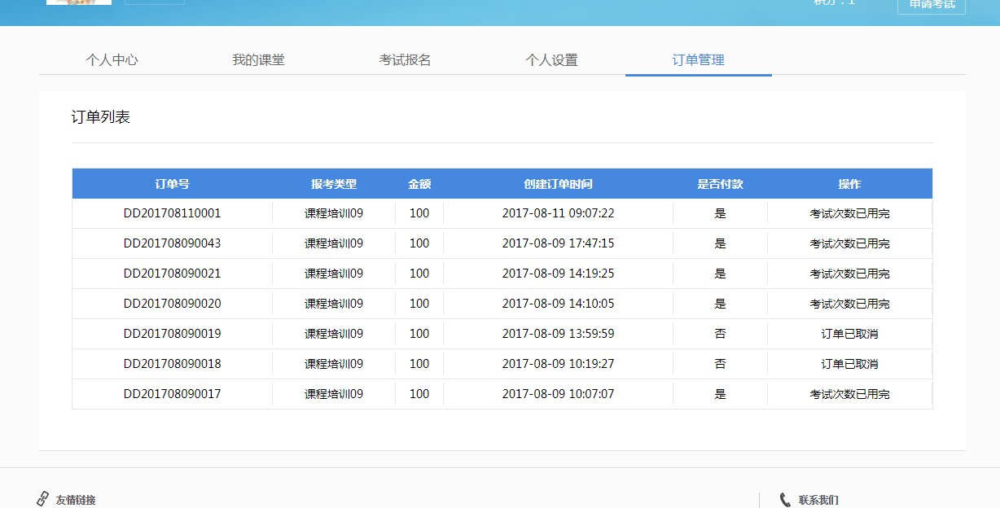 积分：1 申请考试
个人中心 我的课堂 考试报名 个人设置 订单管理
订单列表
订单号 报考类型 金额 创建订单时间 是否付款 操作
DD201708110001 课程培训09 100 2017-08-11 09:07:22 是 考试次数已用完
DD201708090043 课程培训09 100 2017-08-09 17:47:15 是 考试次数已用完
DD201708090021 课程培训09 100 2017-08-09 14:19:25 是 考试次数已用完
DD201708090020 课程培训09 100 2017-08-09 14:10:05 是 考试次数已用完
DD201708090019 课程培训09 100 2017-08-09 13:59:59 否 订单已取消
DD201708090018 课程培训09 100 2017-08-09 10:19:27 否 订单已取消
DD201708090017 课程培训09 100 2017-08-09 10:07:07 是 考试次数已用完
友情链接 联系我们